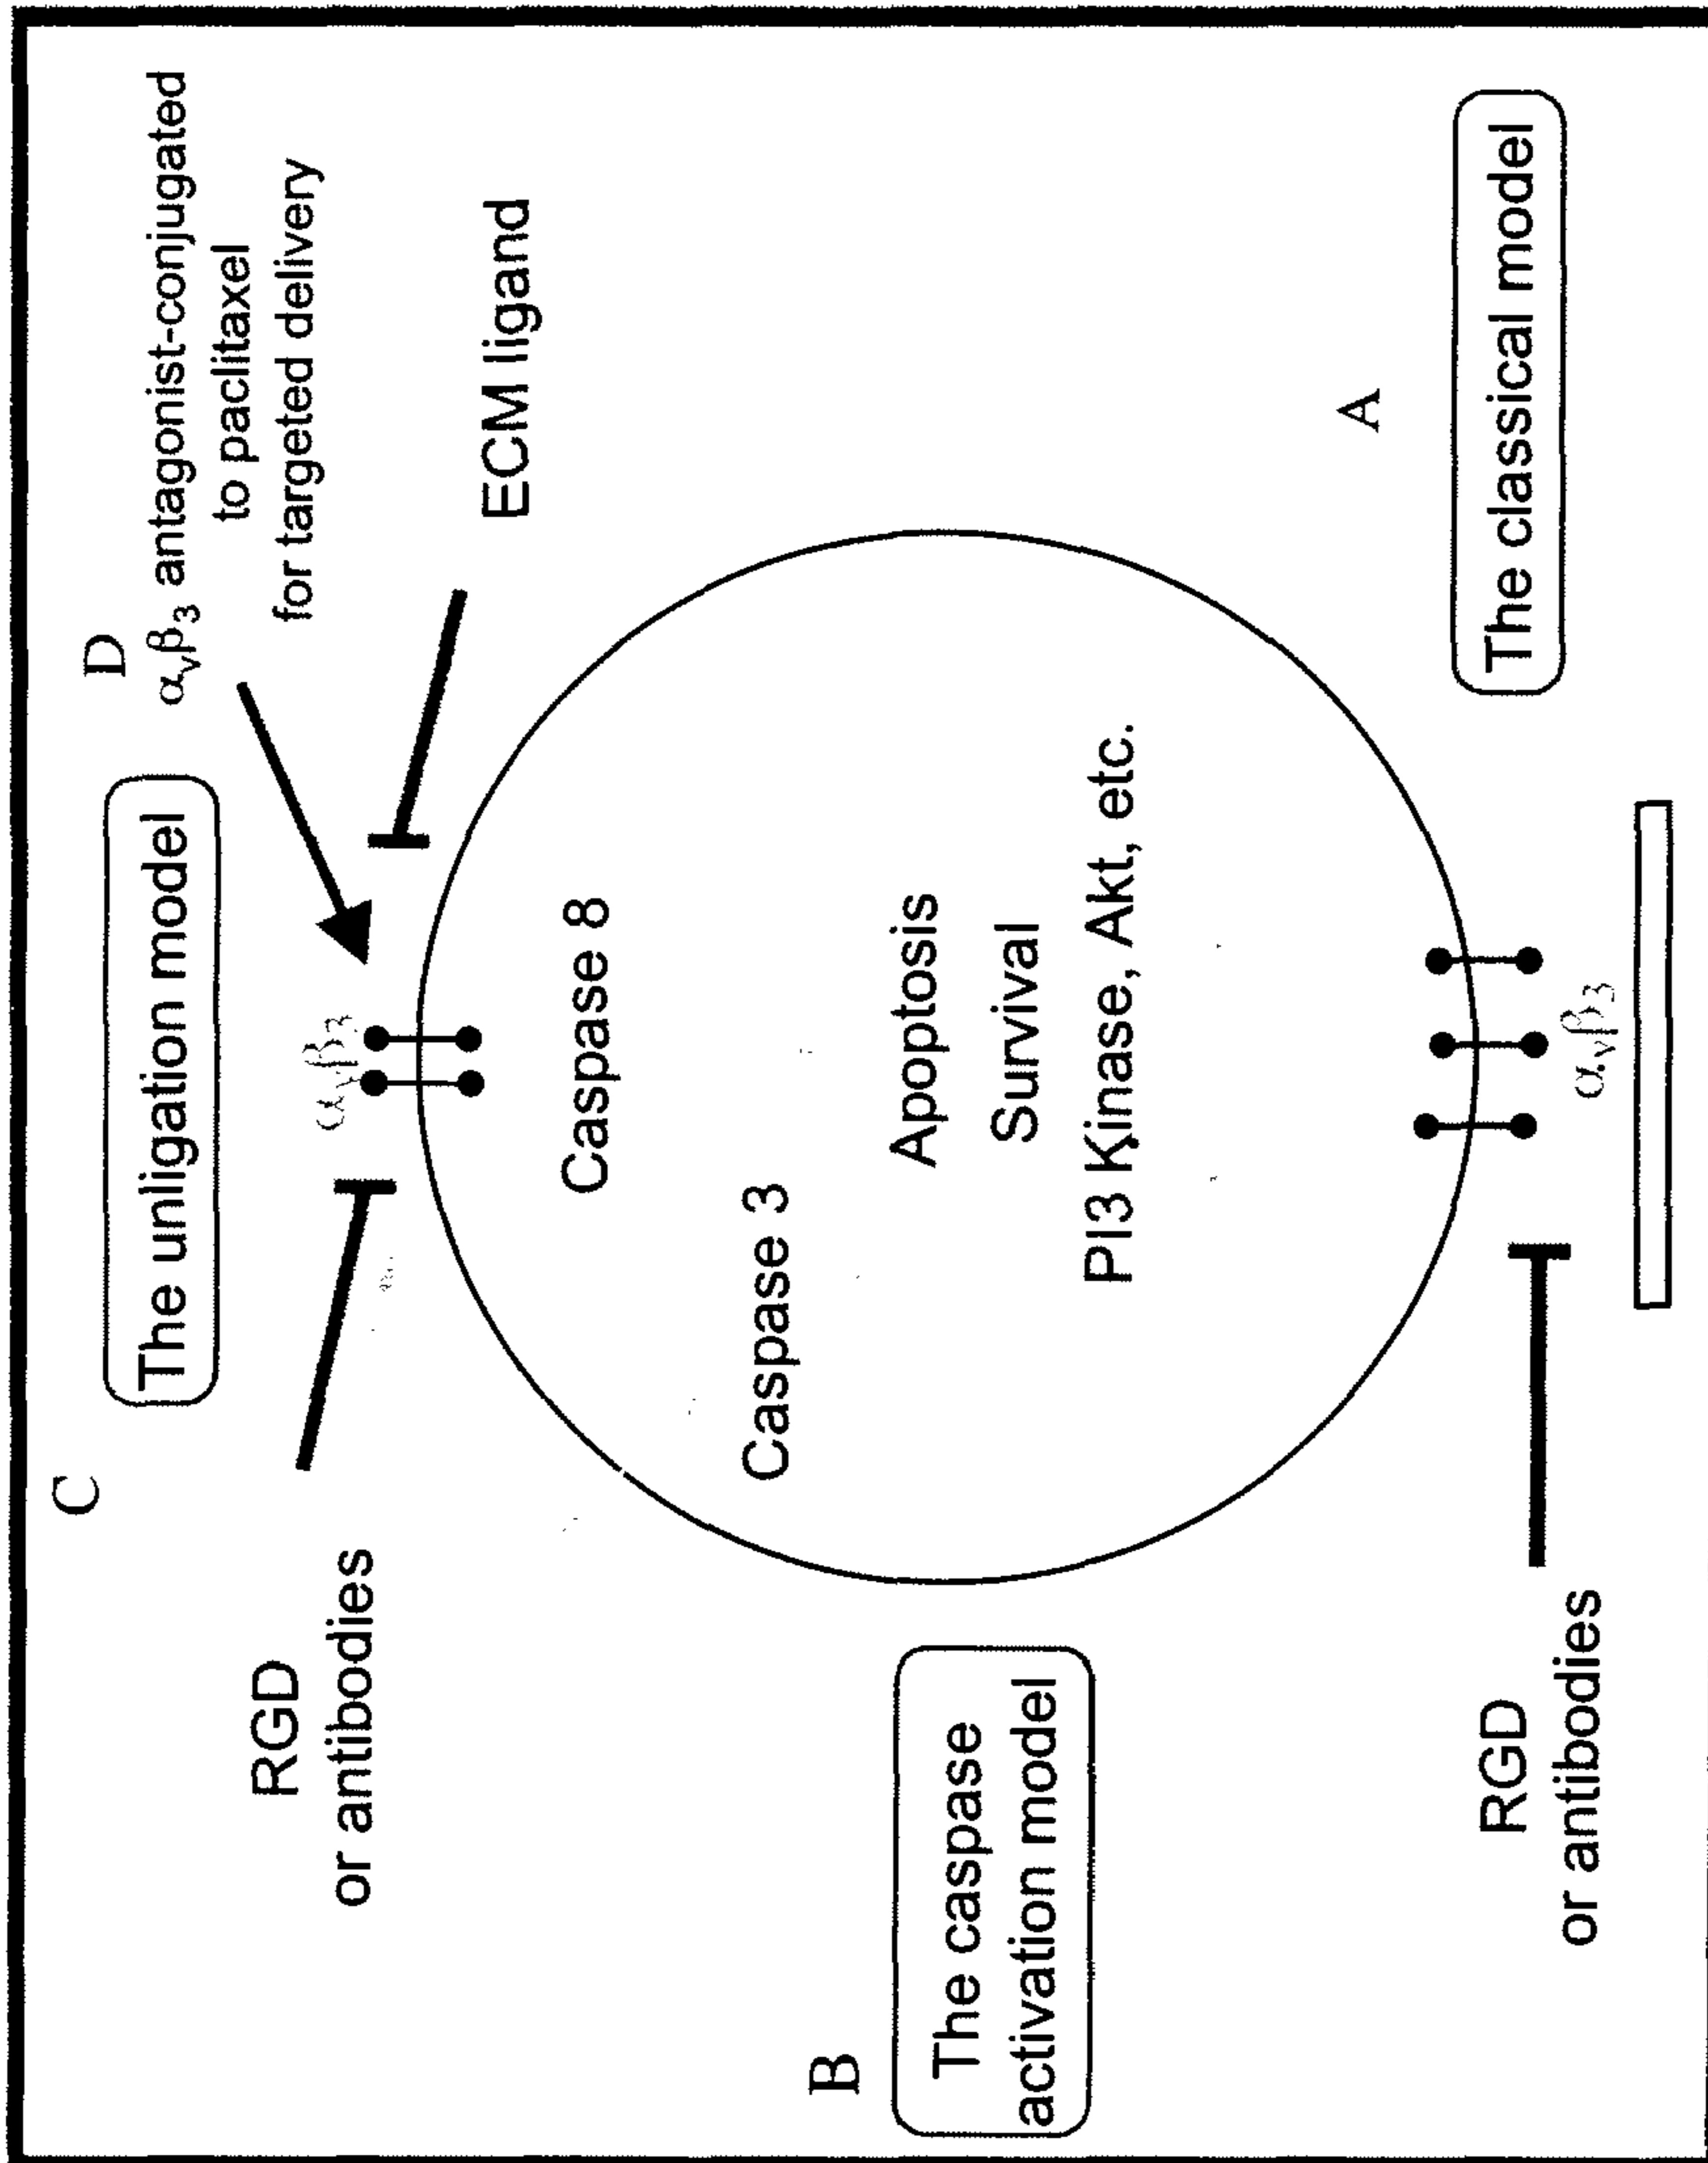 C
The unligation model
D
αvβ3 antagonist-conjugated
to paclitaxel
for targeted delivery
RGD
or antibodies
αvβ3
ECM ligand
Caspase 8
Caspase 3
B
The caspase
activation model
Apoptosis
Survival
PI3 Kinase, Akt, etc.
A
The classical model
RGD
or antibodies
αvβ3